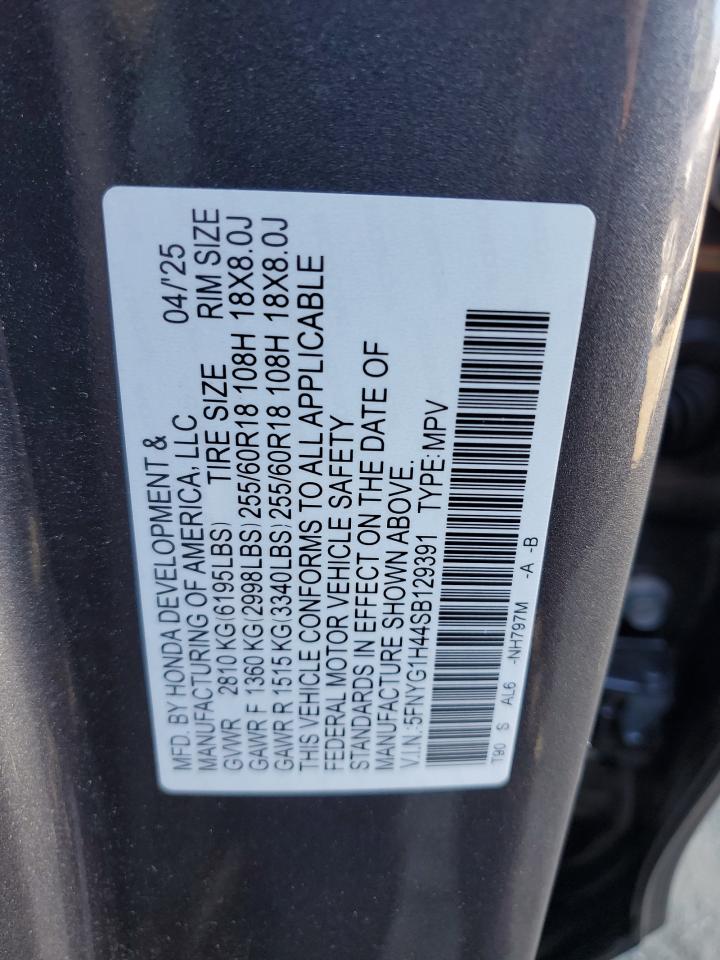 MFD. BY HONDA DEVELOPMENT & 04/'25
MANUFACTURING OF AMERICA, LLC
GVWR 2810 KG(6195LBS) TIRE SIZE RIM SIZE
GAWR F 1360 KG(2998LBS) 255/60R18 108H 18X8.0J
GAWR R 1515 KG(3340LBS) 255/60R18 108H 18X8.0J
THIS VEHICLE CONFORMS TO ALL APPLICABLE
FEDERAL MOTOR VEHICLE SAFETY
STANDARDS IN EFFECT ON THE DATE OF
MANUFACTURE SHOWN ABOVE.
V.I.N.:5FNYG1H44SB129391 TYPE:MPV
T90 S AL6 -NH797M -A -B